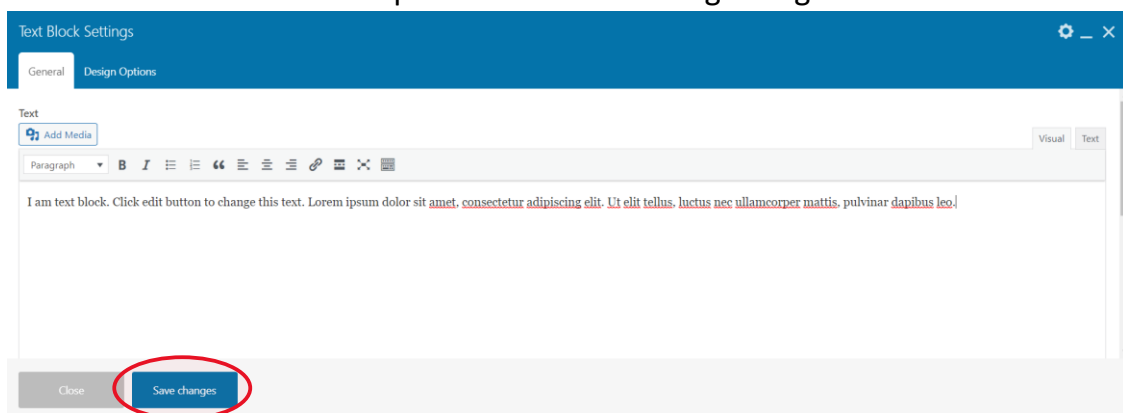 Text Block Settings
General Design Options
Text
Add Media
Visual Text
Paragraph B I
I am text block. Click edit button to change this text. Lorem ipsum dolor sit amet, consectetur adipiscing elit. Ut elit tellus, luctus nec ullamcorper mattis, pulvinar dapibus leo.
Close Save changes